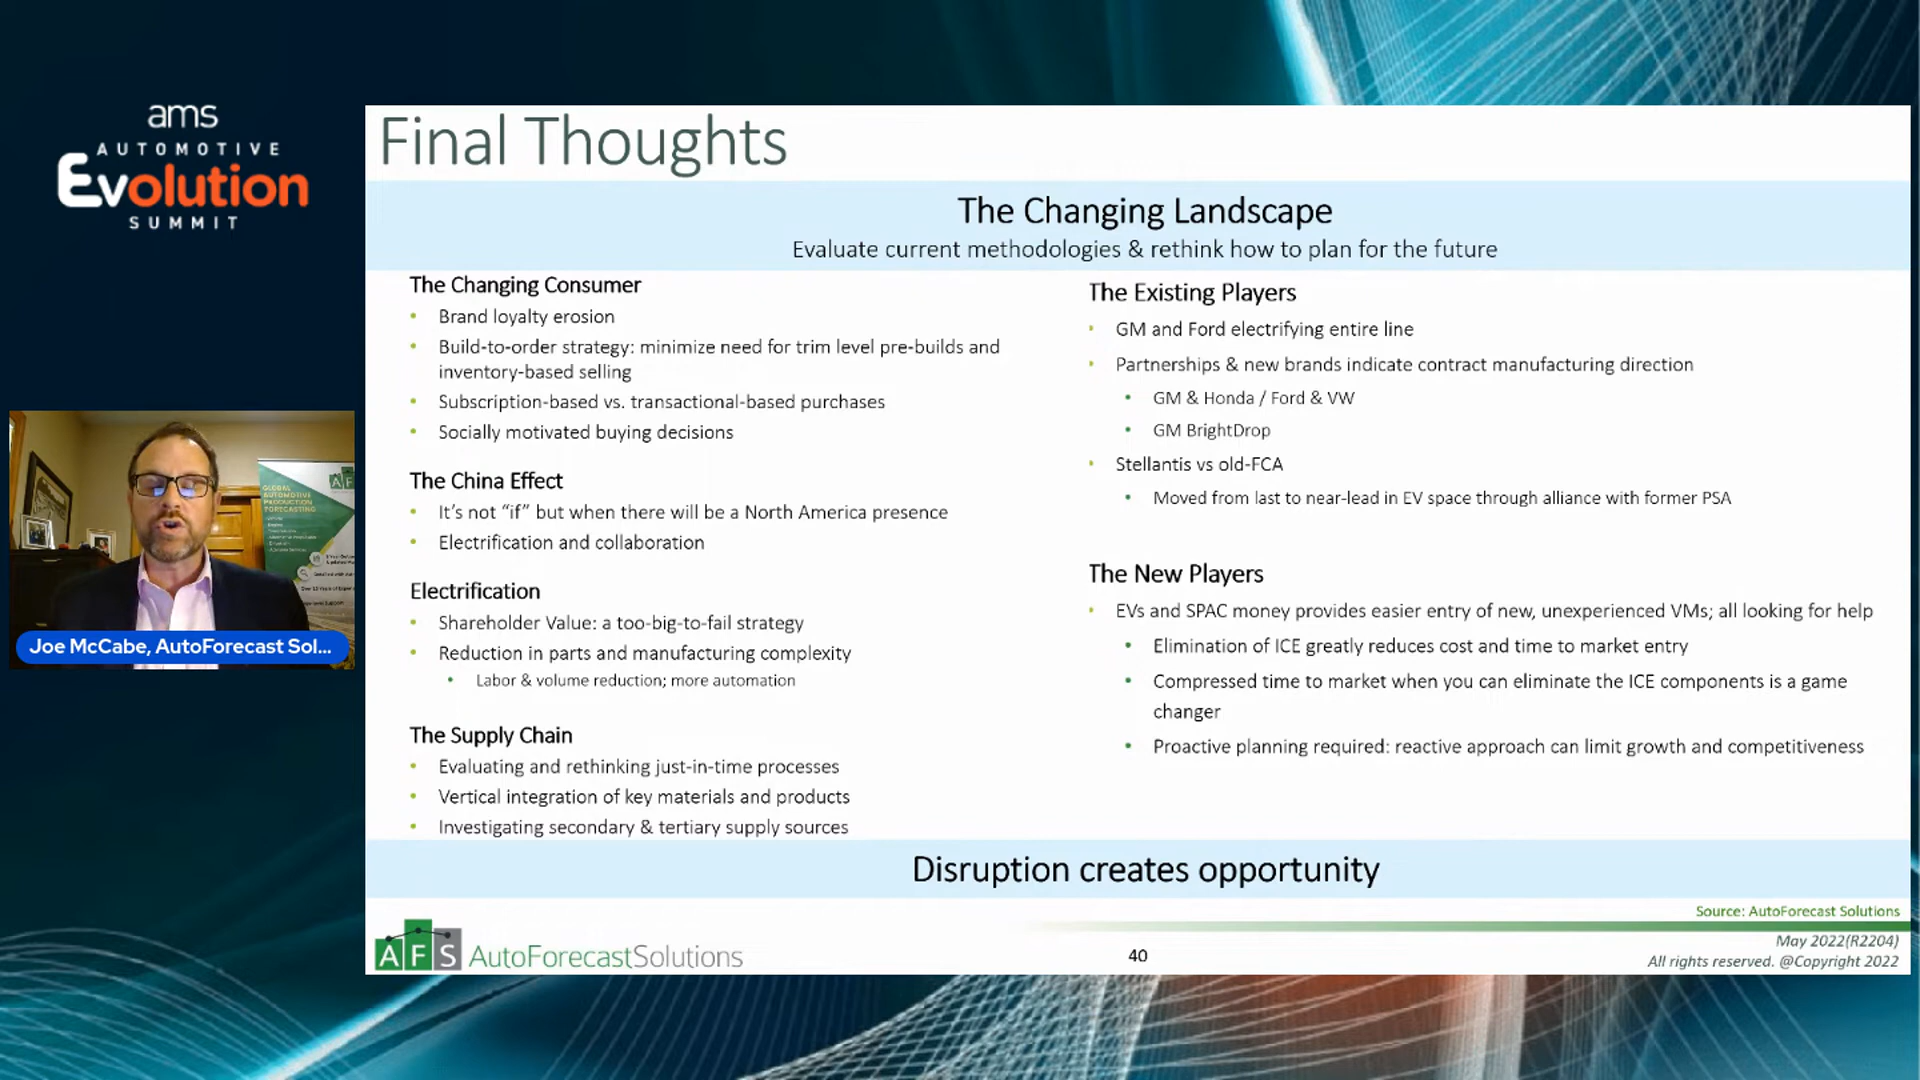 ams
AUTOMOTIVE
Evolution
SUMMIT
Final Thoughts
The Changing Landscape
Evaluate current methodologies & rethink how to plan for the future
The Changing Consumer
• Brand loyalty erosion
• Build-to-order strategy: minimize need for trim level pre-builds and
inventory-based selling
• Subscription-based vs. transactional-based purchases
• Socially motivated buying decisions
The China Effect
• It's not "if" but when there will be a North America presence
• Electrification and collaboration
Electrification
• Shareholder Value: a too-big-to-fail strategy
• Reduction in parts and manufacturing complexity
• Labor & volume reduction; more automation
The Supply Chain
• Evaluating and rethinking just-in-time processes
• Vertical integration of key materials and products
• Investigating secondary & tertiary supply sources
The Existing Players
• GM and Ford electrifying entire line
• Partnerships & new brands indicate contract manufacturing direction
• GM & Honda / Ford & VW
• GM BrightDrop
• Stellantis vs old-FCA
• Moved from last to near-lead in EV space through alliance with former PSA
The New Players
• EVs and SPAC money provides easier entry of new, unexperienced VMs; all looking for help
• Elimination of ICE greatly reduces cost and time to market entry
• Compressed time to market when you can eliminate the ICE components is a game
changer
• Proactive planning required: reactive approach can limit growth and competitiveness
Disruption creates opportunity
Source: AutoForecast Solutions
May 2022(R2204)
All rights reserved. @Copyright 2022
40
AFS AutoForecastSolutions
GLOBAL
AUTOMOTIVE
PRODUCTION
FORECASTING
Joe McCabe, AutoForecast Sol...